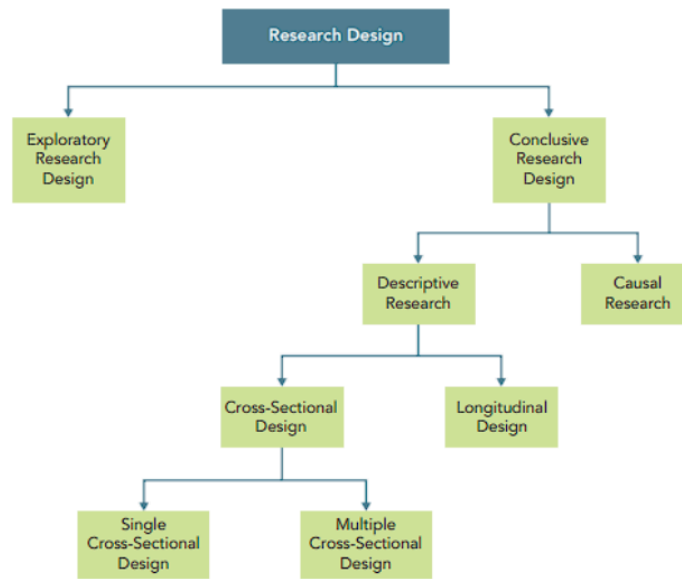 Research Design
Exploratory
Research
Design
Conclusive
Research
Design
Descriptive
Research
Causal
Research
Cross-Sectional
Design
Longitudinal
Design
Single
Cross-Sectional
Design
Multiple
Cross-Sectional
Design